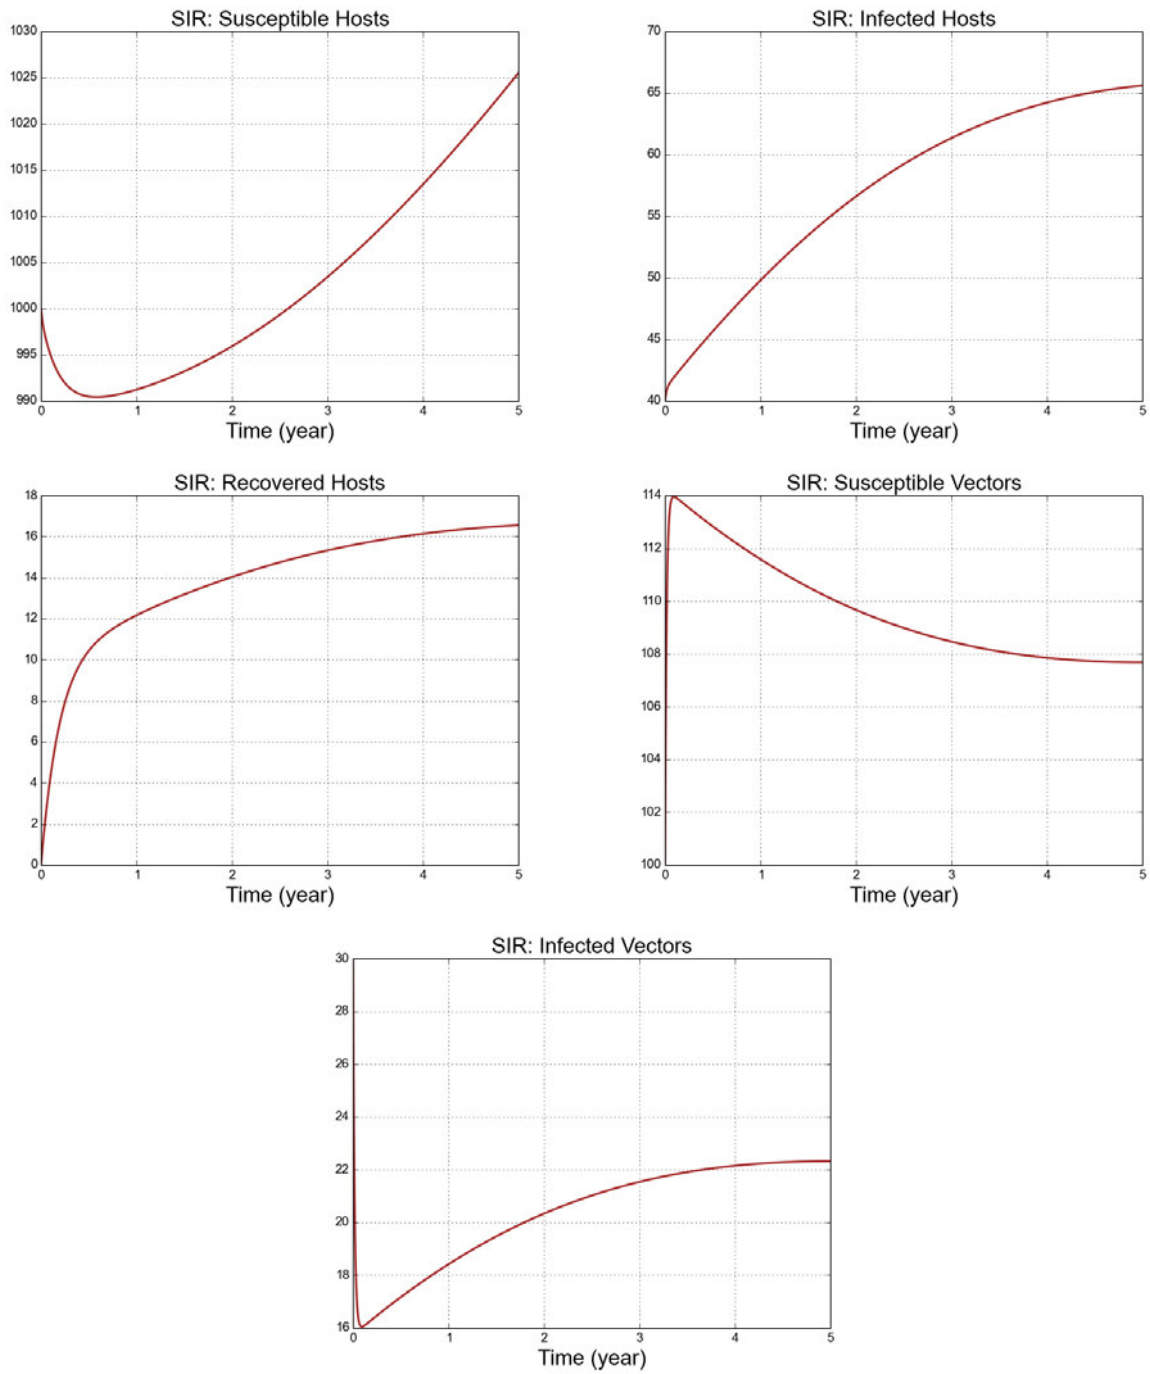 SIR: Susceptible Hosts
1030
1025
1020
1015
1010
1005
1000
995
990
0 1 2 3 4 5
Time (year)
SIR: Infected Hosts
70
65
60
55
50
45
40
0 1 2 3 4 5
Time (year)
SIR: Recovered Hosts
18
16
14
12
10
8
6
4
2
0
0 1 2 3 4 5
Time (year)
SIR: Susceptible Vectors
114
112
110
108
106
104
102
100
0 1 2 3 4 5
Time (year)
SIR: Infected Vectors
30
28
26
24
22
20
18
16
0 1 2 3 4 5
Time (year)